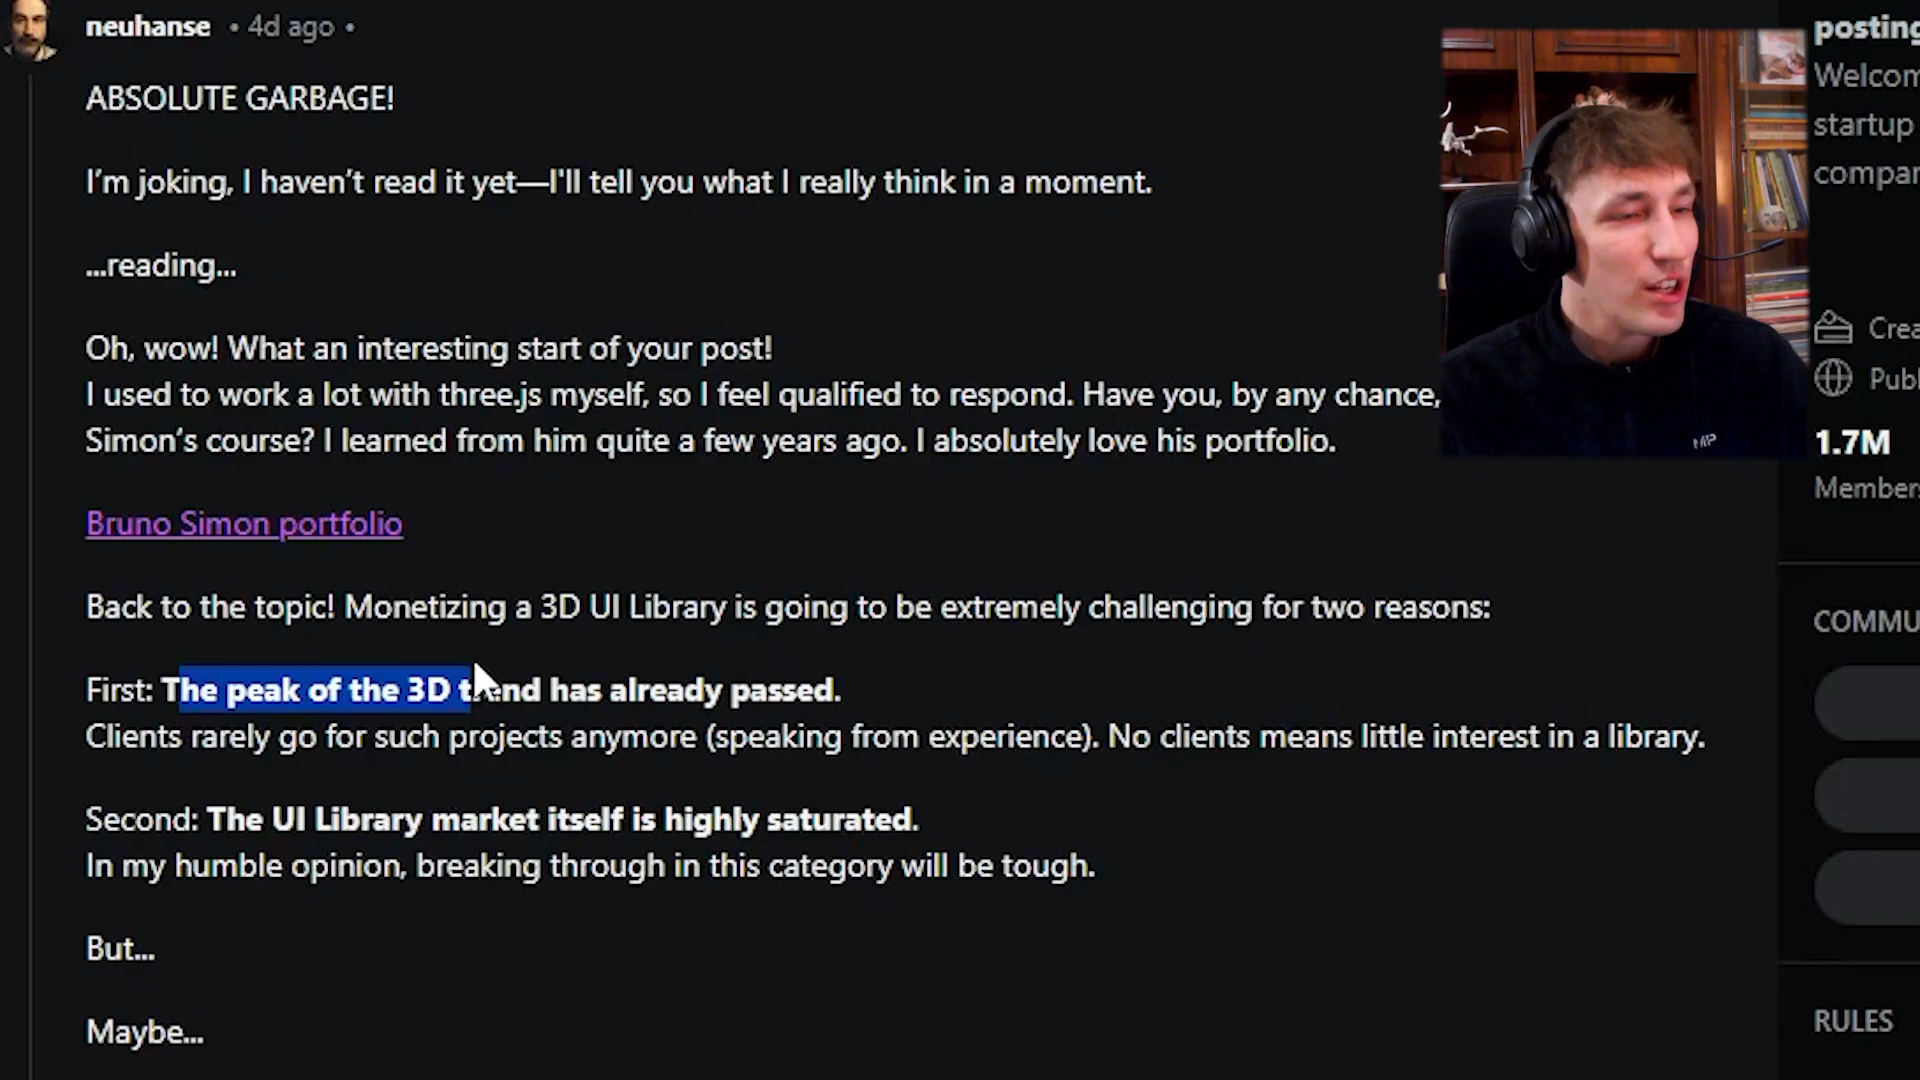 neuhanse • 4d ago •
ABSOLUTE GARBAGE!
I'm joking, I haven't read it yet—I'll tell you what I really think in a moment.
...reading...
Oh, wow! What an interesting start of your post!
I used to work a lot with three.js myself, so I feel qualified to respond. Have you, by any chance,
Simon's course? I learned from him quite a few years ago. I absolutely love his portfolio.
Bruno Simon portfolio
Back to the topic! Monetizing a 3D UI Library is going to be extremely challenging for two reasons:
First: The peak of the 3D trend has already passed.
Clients rarely go for such projects anymore (speaking from experience). No clients means little interest in a library.
Second: The UI Library market itself is highly saturated.
In my humble opinion, breaking through in this category will be tough.
But...
Maybe...
MP
posting
Welcom
startup
compan
Crea
Publ
1.7M
Members
COMMU
RULES